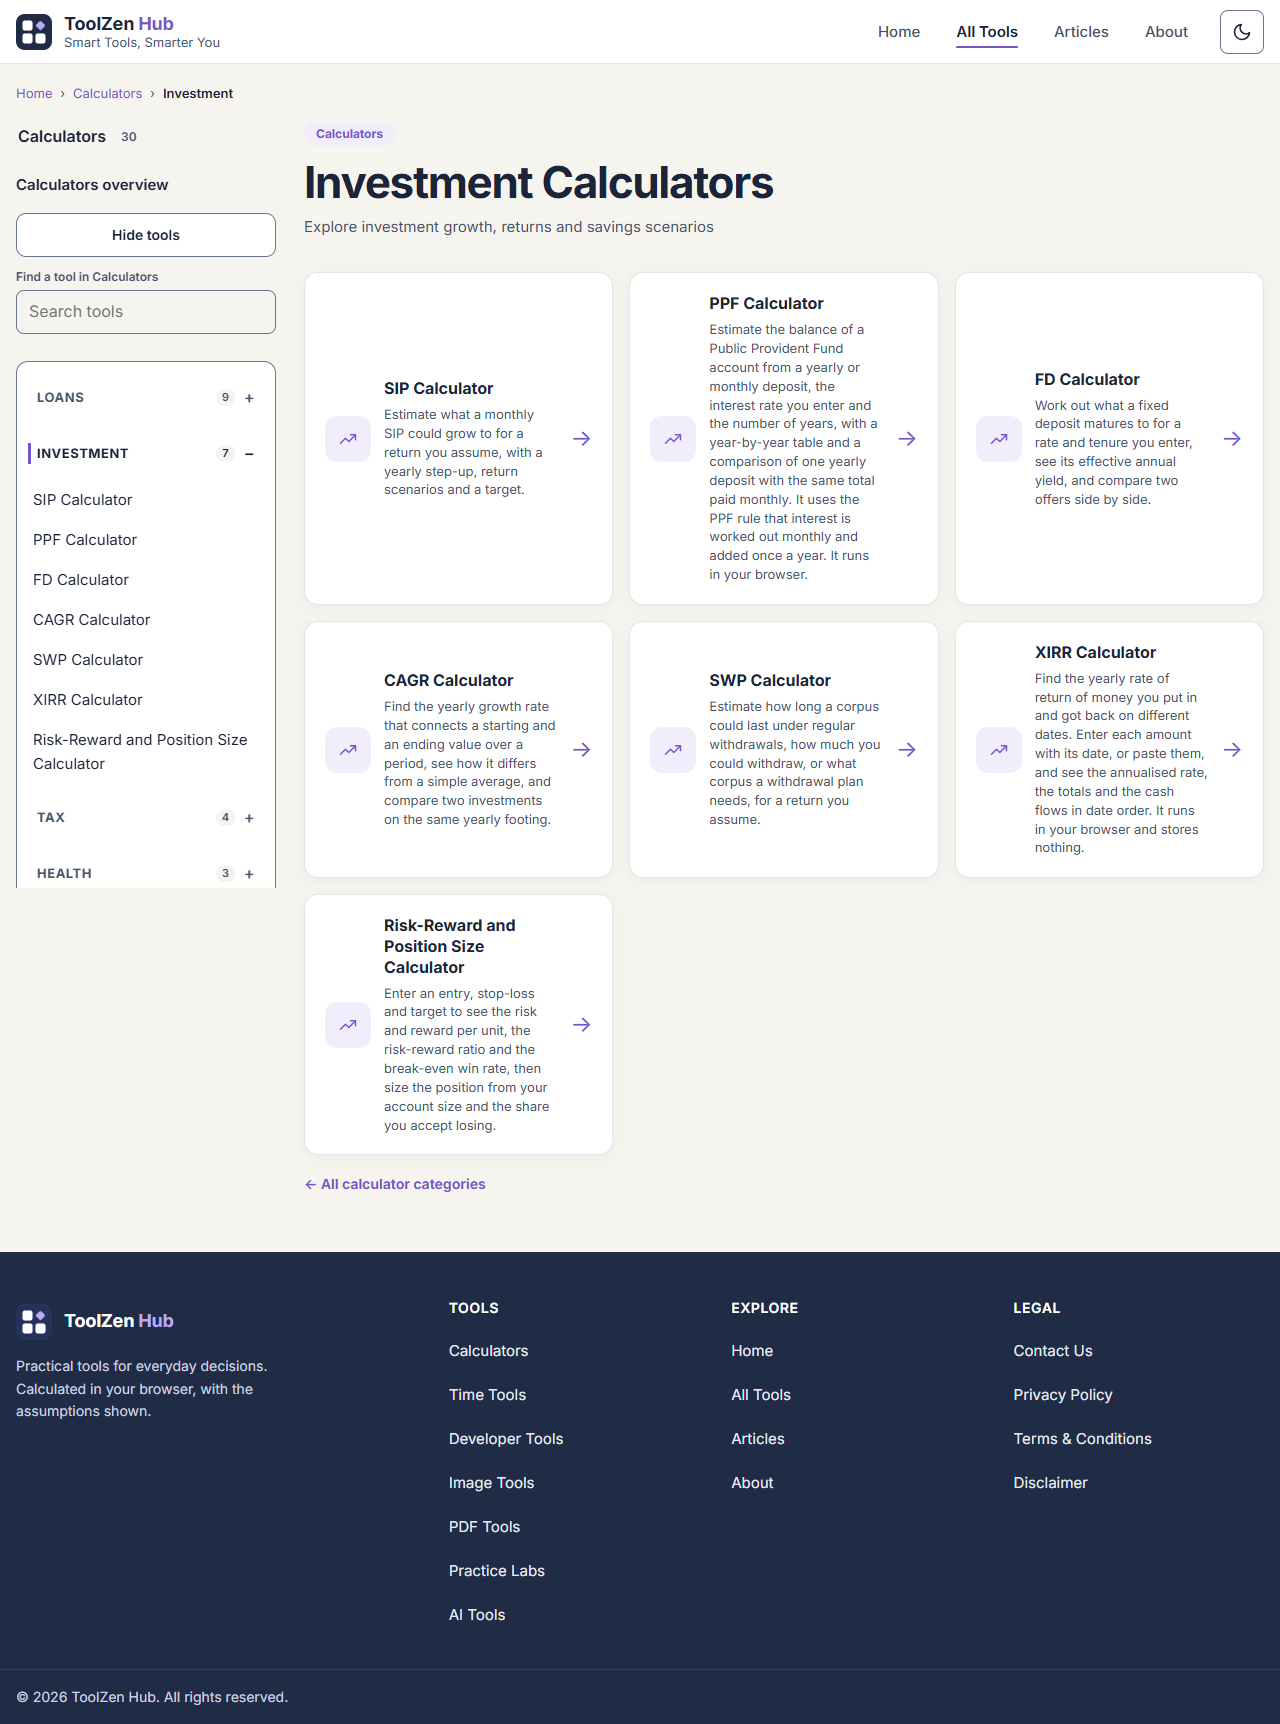 ToolZen Hub
Smart Tools, Smarter You
Home
All Tools
Articles
About
Home › Calculators › Investment
Calculators 30
Calculators overview
Hide tools
Find a tool in Calculators
Search tools
LOANS 9 +
INVESTMENT 7 −
SIP Calculator
PPF Calculator
FD Calculator
CAGR Calculator
SWP Calculator
XIRR Calculator
Risk-Reward and Position Size
Calculator
TAX 4 +
HEALTH 3 +
Calculators
Investment Calculators
Explore investment growth, returns and savings scenarios
SIP Calculator
Estimate what a monthly
SIP could grow to for a
return you assume, with a
yearly step-up, return
scenarios and a target.
→
PPF Calculator
Estimate the balance of a
Public Provident Fund
account from a yearly or
monthly deposit, the
interest rate you enter and
the number of years, with a
year-by-year table and a
comparison of one yearly
deposit with the same total
paid monthly. It uses the
PPF rule that interest is
worked out monthly and
added once a year. It runs
in your browser.
→
FD Calculator
Work out what a fixed
deposit matures to for a
rate and tenure you enter,
see its effective annual
yield, and compare two
offers side by side.
→
CAGR Calculator
Find the yearly growth rate
that connects a starting and
an ending value over a
period, see how it differs
from a simple average, and
compare two investments
on the same yearly footing.
→
SWP Calculator
Estimate how long a corpus
could last under regular
withdrawals, how much you
could withdraw, or what
corpus a withdrawal plan
needs, for a return you
assume.
→
XIRR Calculator
Find the yearly rate of
return of money you put in
and got back on different
dates. Enter each amount
with its date, or paste them,
and see the annualised rate,
the totals and the cash
flows in date order. It runs
in your browser and stores
nothing.
→
Risk-Reward and
Position Size
Calculator
Enter an entry, stop-loss
and target to see the risk
and reward per unit, the
risk-reward ratio and the
break-even win rate, then
size the position from your
account size and the share
you accept losing.
→
← All calculator categories
ToolZen Hub
Practical tools for everyday decisions.
Calculated in your browser, with the
assumptions shown.
TOOLS
Calculators
Time Tools
Developer Tools
Image Tools
PDF Tools
Practice Labs
AI Tools
EXPLORE
Home
All Tools
Articles
About
LEGAL
Contact Us
Privacy Policy
Terms & Conditions
Disclaimer
© 2026 ToolZen Hub. All rights reserved.